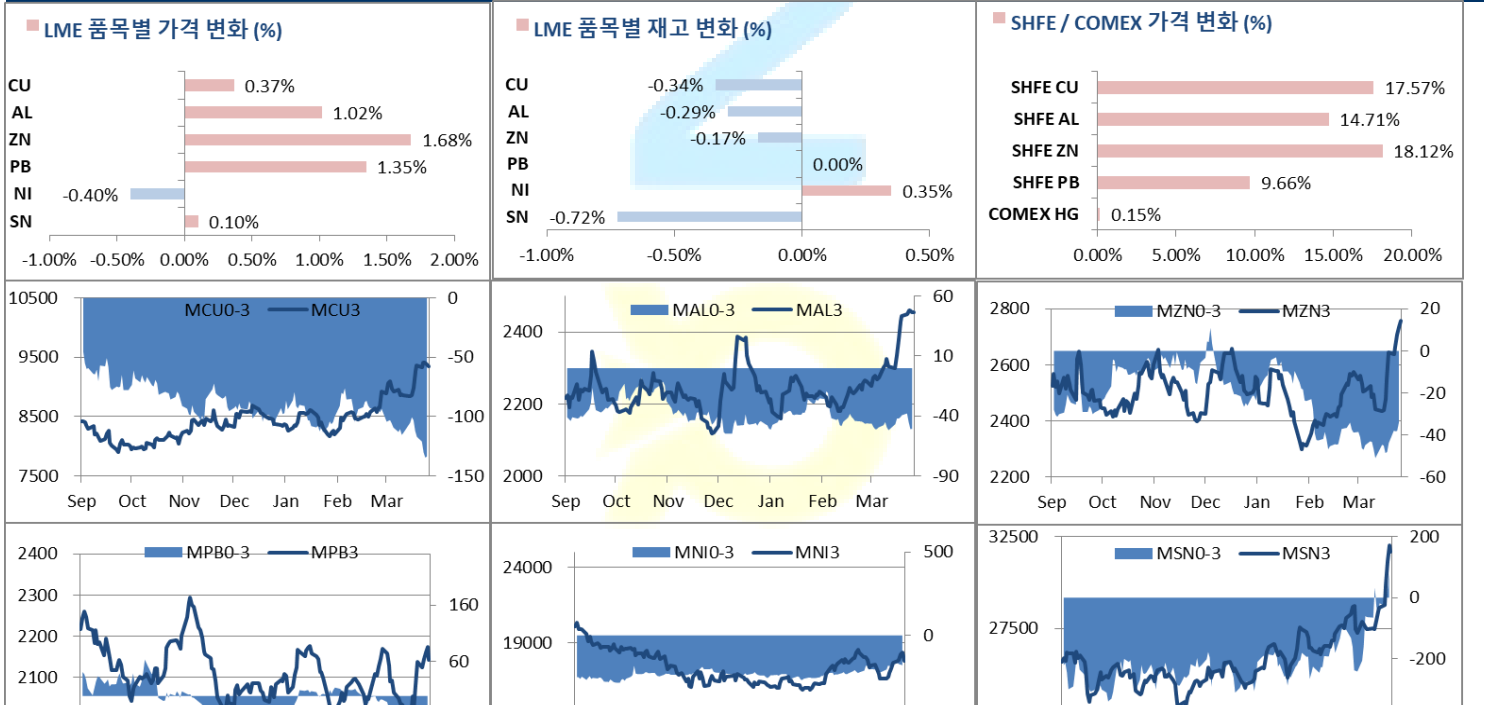 LME 품목별 가격 변화 (%)
CU
0.37%
AL
1.02%
ZN
1.68%
PB
1.35%
NI
-0.40%
SN
0.10%
-1.00% -0.50% 0.00% 0.50% 1.00% 1.50% 2.00%
LME 품목별 재고 변화 (%)
CU
-0.34%
AL
-0.29%
ZN
-0.17%
PB
0.00%
NI
0.35%
SN
-0.72%
-1.00% -0.50% 0.00% 0.50%
SHFE / COMEX 가격 변화 (%)
SHFE CU
17.57%
SHFE AL
14.71%
SHFE ZN
18.12%
SHFE PB
9.66%
COMEX HG
0.15%
0.00% 5.00% 10.00% 15.00% 20.00%
MCU0-3 MCU3
10500
9500
8500
7500
0
-50
-100
-150
Sep Oct Nov Dec Jan Feb Mar
MAL0-3 MAL3
2400
2200
2000
60
10
-40
-90
Sep Oct Nov Dec Jan Feb Mar
MZN0-3 MZN3
2800
2600
2400
2200
20
0
-20
-40
-60
Sep Oct Nov Dec Jan Feb Mar
MPB0-3 MPB3
2400
2300
2200
2100
160
60
MNI0-3 MNI3
24000
19000
500
0
MSN0-3 MSN3
32500
27500
200
0
-200